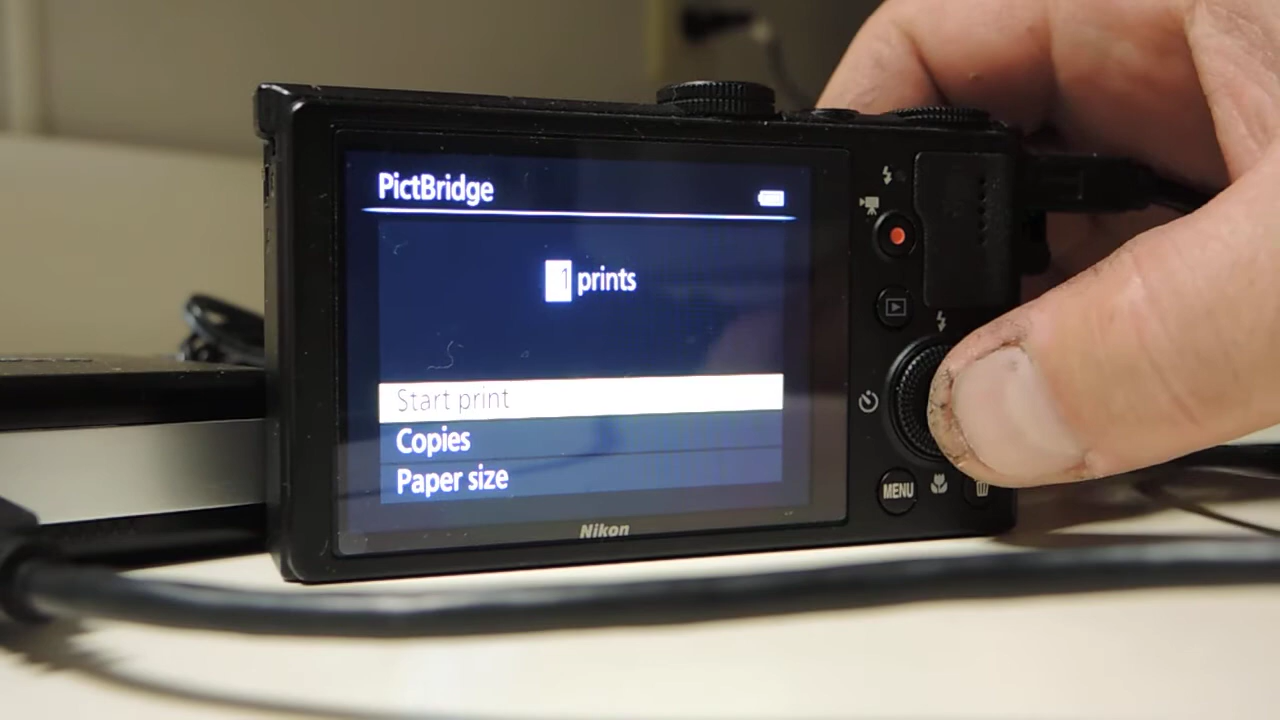 PictBridge
1 prints
Start print
Copies
Paper size
MENU
Nikon